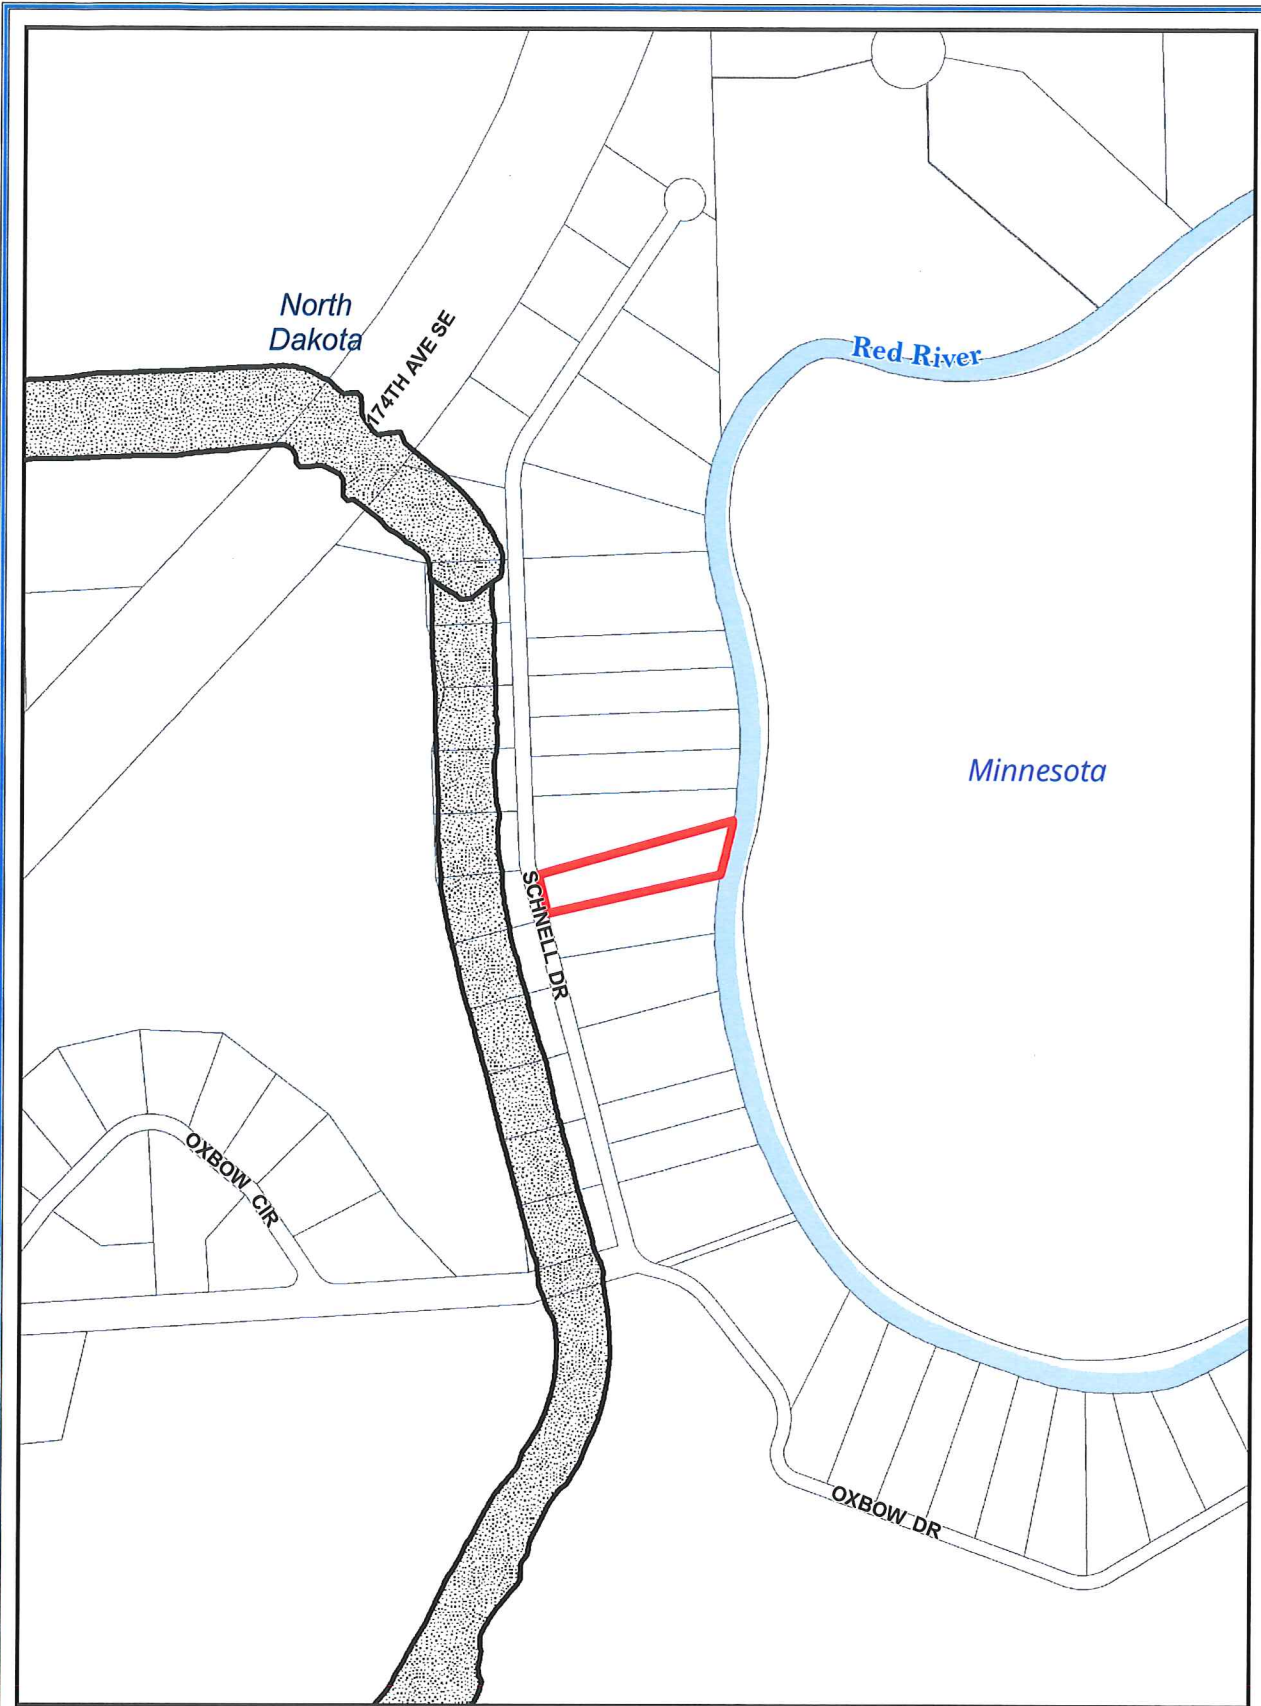 North
Dakota
174TH AVE SE
Red River
Minnesota
SCHNELL DR
OXBOW CIR
OXBOW DR